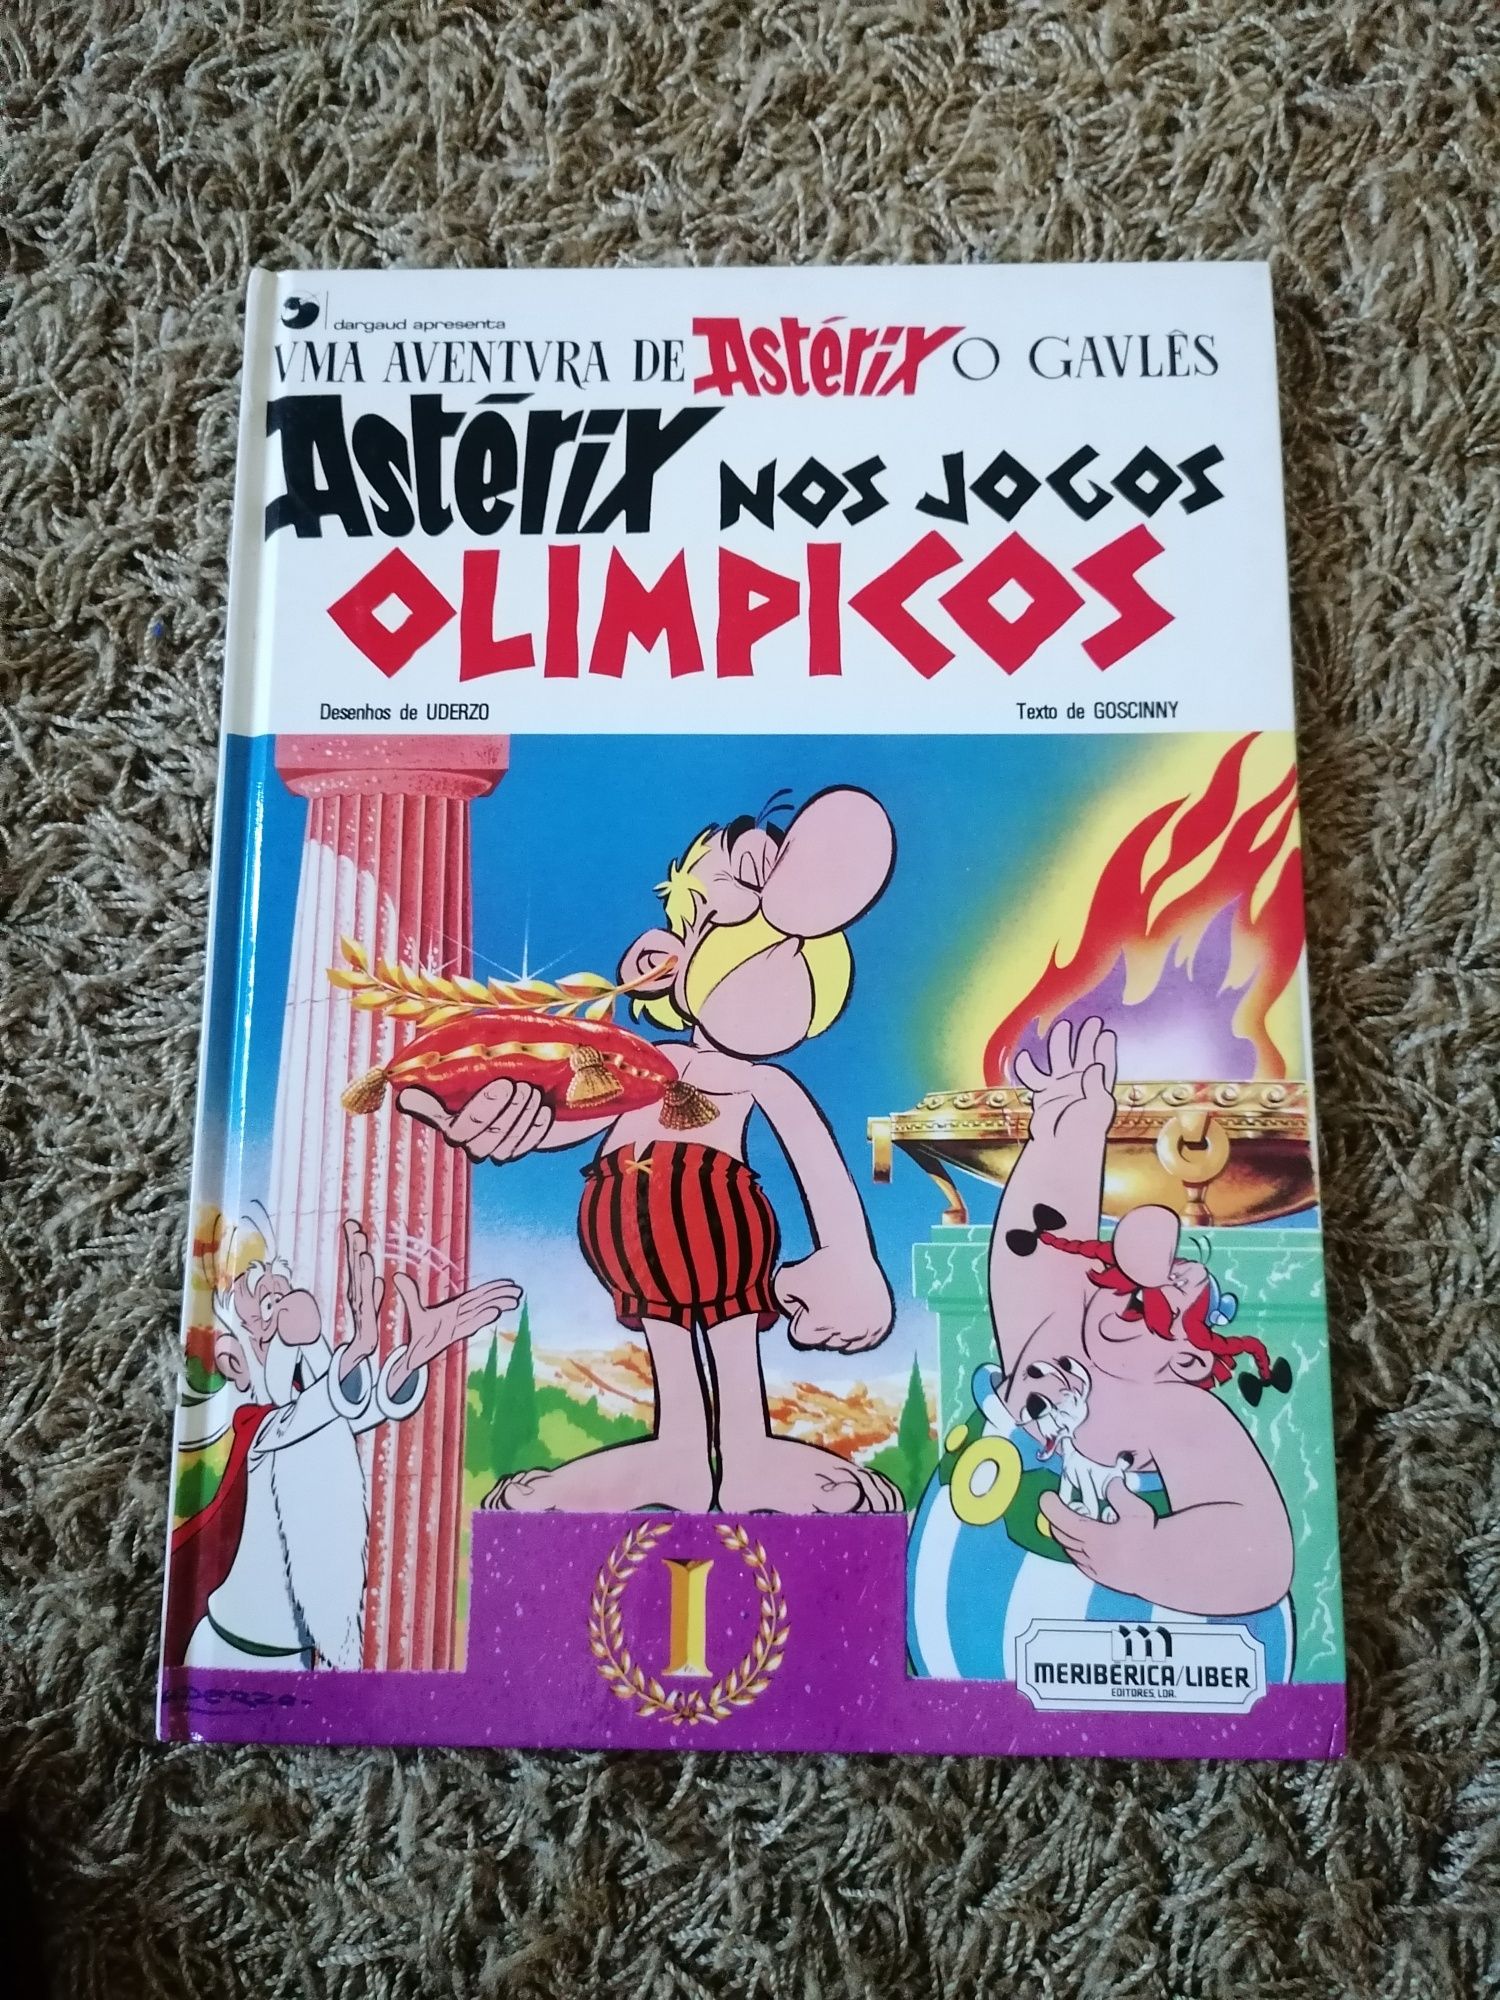 dargaud apresenta
VMA AVENTVRA DE Astérix O GAVLÊS
Astérix NOS JOGOS
OLIMPICOS
Desenhos de UDERZO
Texto de GOSCINNY
I
m
MERIBÉRICA/LIBER
EDITORES, LDA.
UDERZO.